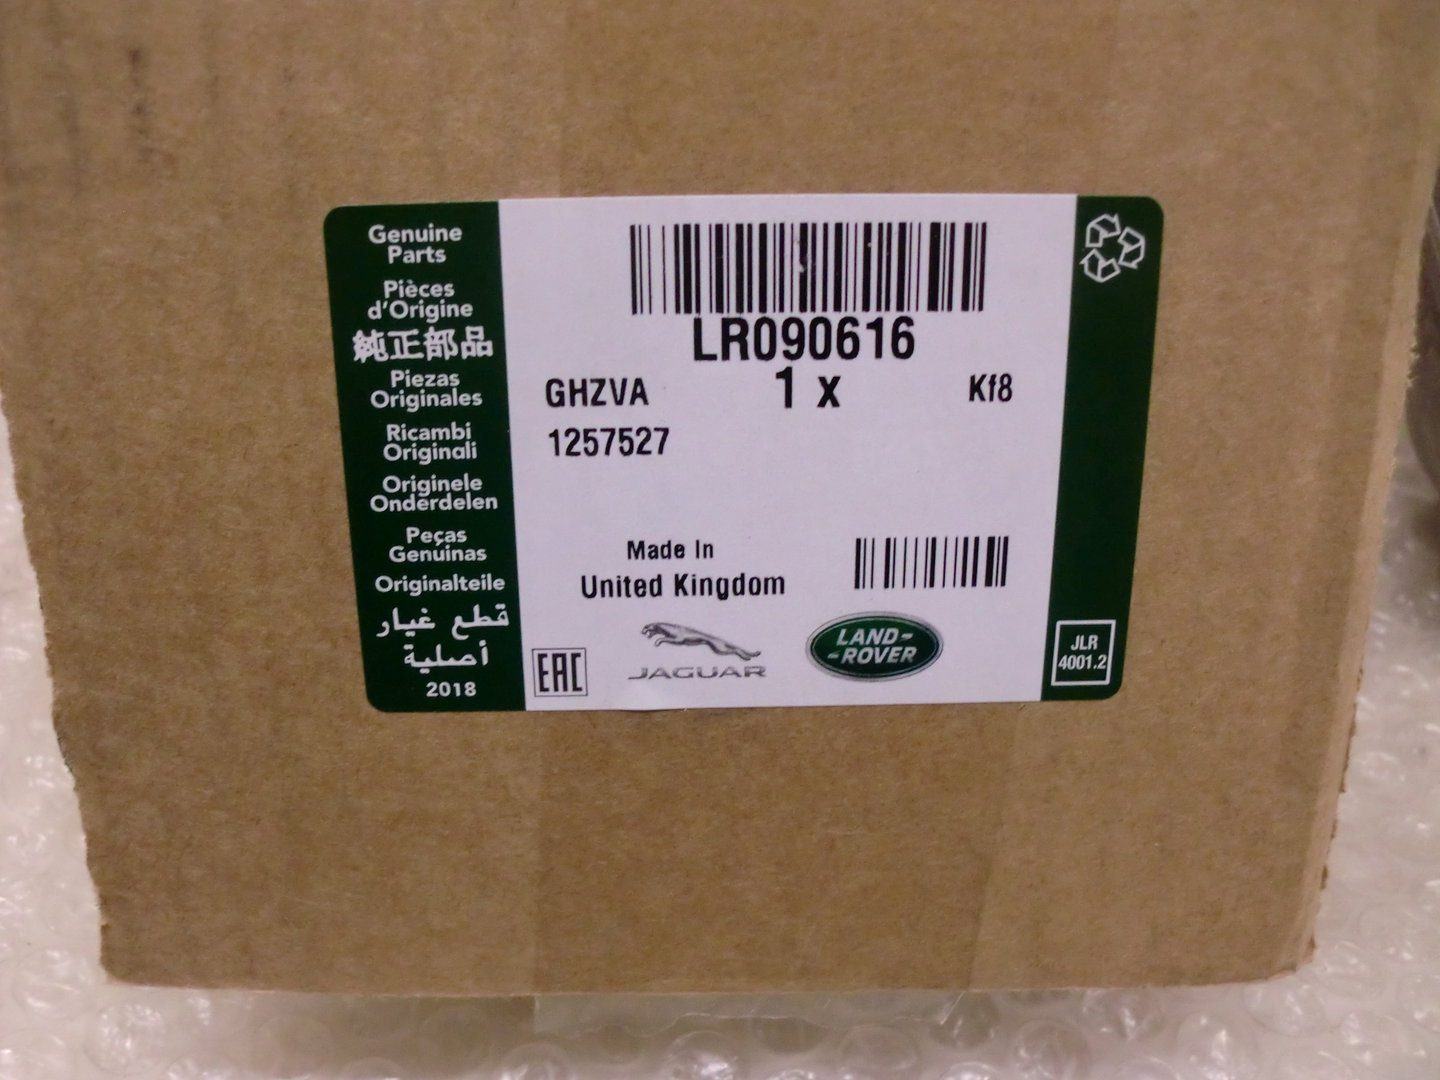 Genuine
Parts
Pièces
d'Origine
純正部品
Piezas
Originales
Ricambi
Originali
Originele
Onderdelen
Peças
Genuinas
Originalteile
قطع غيار
أصلية
2018
LR090616
GHZVA 1 x Kf8
1257527
Made In
United Kingdom
EAC
JAGUAR
LAND-
-ROVER
JLR
4001.2